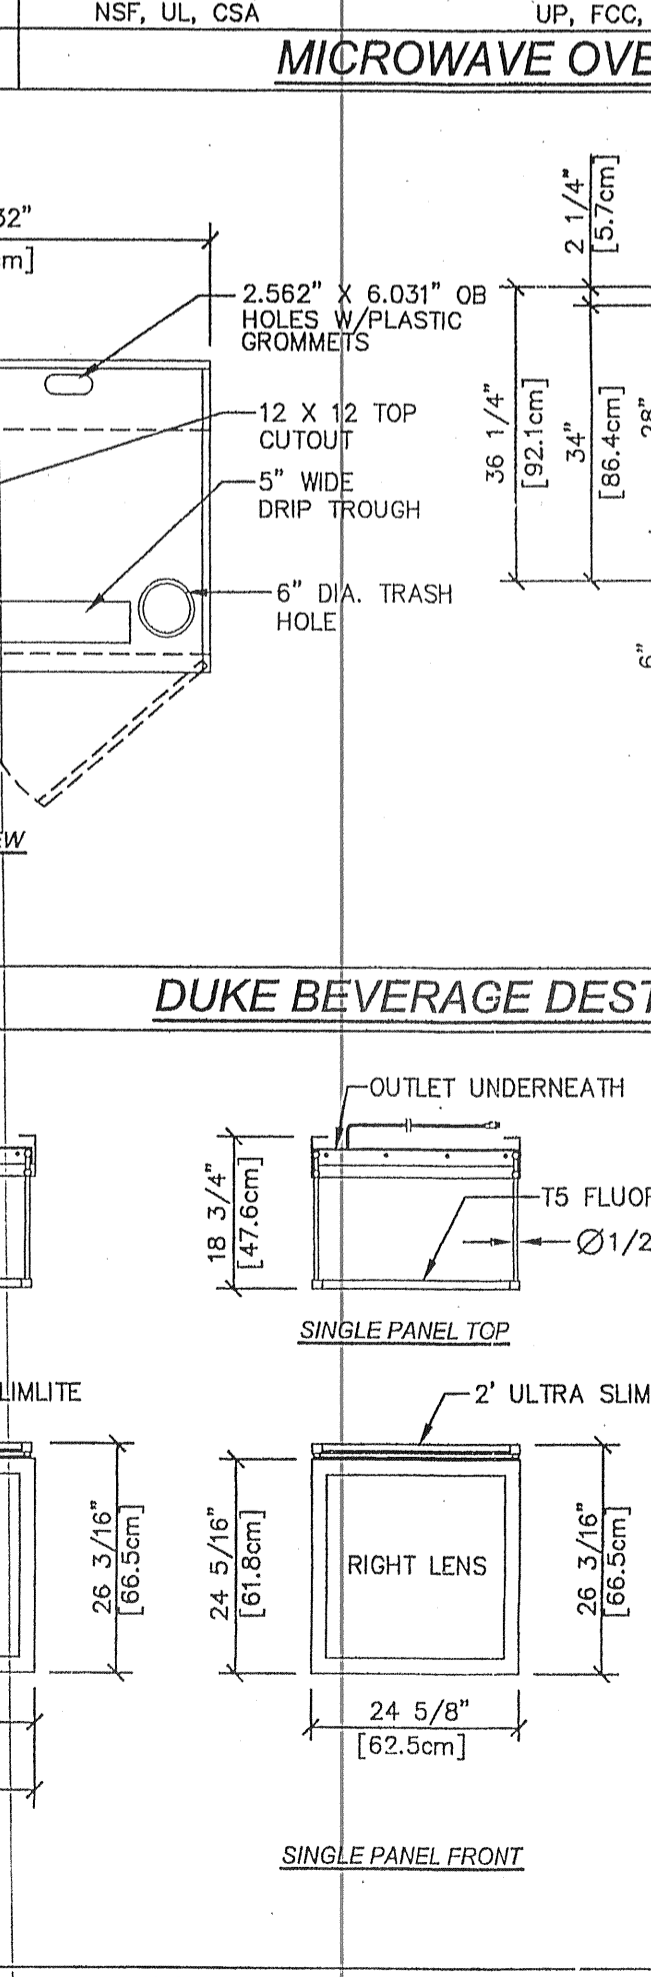 NSF, UL, CSA
UP, FCC,
MICROWAVE OVE
32"
m]
2.562" X 6.031" OB
HOLES W/PLASTIC
GROMMETS
12 X 12 TOP
CUTOUT
5" WIDE
DRIP TROUGH
6" DIA. TRASH
HOLE
2 1/4"
[5.7cm]
36 1/4"
[92.1cm]
34"
[86.4cm]
28"
6"
EW
DUKE BEVERAGE DEST
OUTLET UNDERNEATH
18 3/4"
[47.6cm]
T5 FLUOR
Ø1/2
SINGLE PANEL TOP
LIMLITE
2' ULTRA SLIM
26 3/16"
[66.5cm]
24 5/16"
[61.8cm]
RIGHT LENS
26 3/16"
[66.5cm]
24 5/8"
[62.5cm]
SINGLE PANEL FRONT